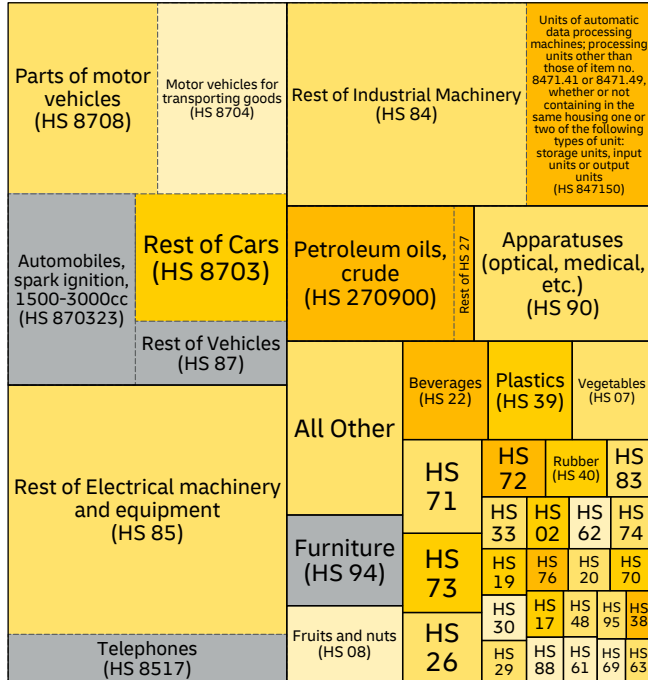 Parts of motor
vehicles
(HS 8708)
Motor vehicles for
transporting goods
(HS 8704)
Automobiles,
spark ignition,
1500-3000cc
(HS 870323)
Rest of Cars
(HS 8703)
Rest of Vehicles
(HS 87)
Rest of Electrical machinery
and equipment
(HS 85)
Telephones
(HS 8517)
Rest of Industrial Machinery
(HS 84)
Units of automatic
data processing
machines; processing
units other than
those of item no.
8471.41 or 8471.49,
whether or not
containing in the
same housing one or
two of the following
types of unit:
storage units, input
units or output
units
(HS 847150)
Petroleum oils,
crude
(HS 270900)
Rest of HS 27
Apparatuses
(optical, medical,
etc.)
(HS 90)
All Other
Furniture
(HS 94)
Fruits and nuts
(HS 08)
Beverages
(HS 22)
Plastics
(HS 39)
Vegetables
(HS 07)
HS
71
HS
73
HS
26
HS
72
Rubber
(HS 40)
HS
83
HS
33
HS
02
HS
62
HS
74
HS
19
HS
76
HS
20
HS
70
HS
30
HS
17
HS
48
HS
95
HS
38
HS
29
HS
88
HS
61
HS
69
HS
63